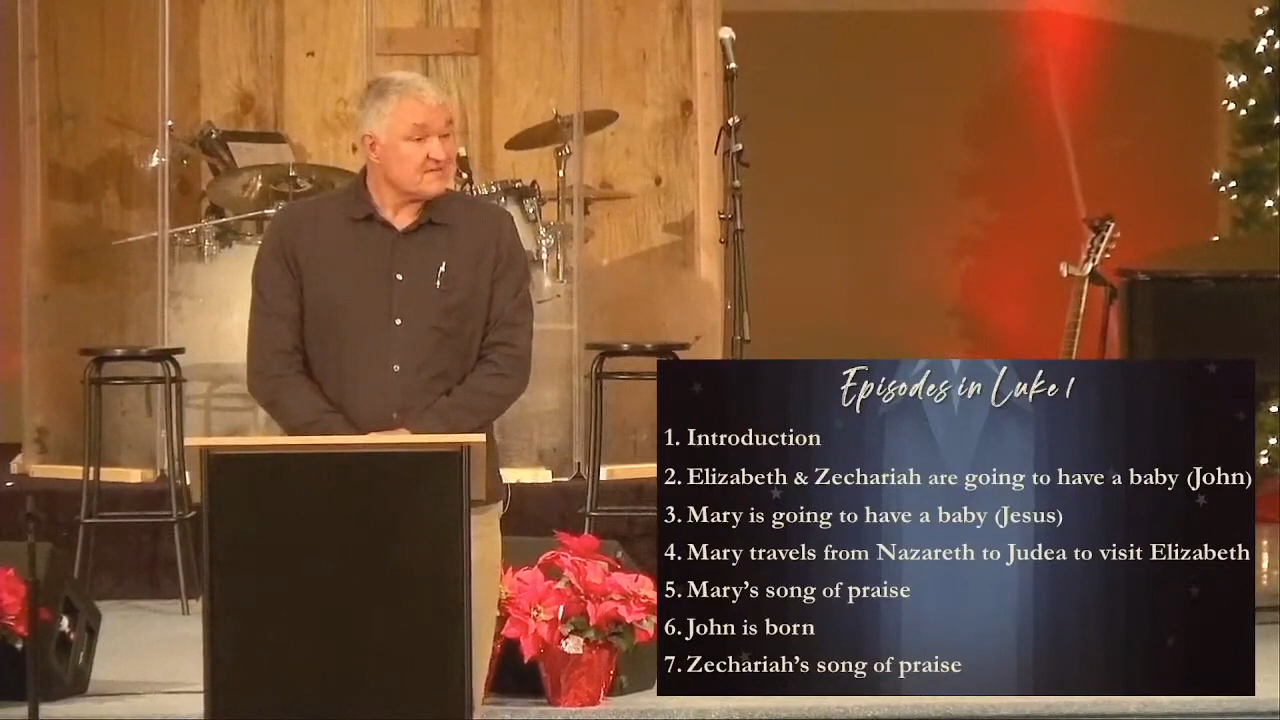 Episodes in Luke 1
1. Introduction
2. Elizabeth & Zechariah are going to have a baby (John)
3. Mary is going to have a baby (Jesus)
4. Mary travels from Nazareth to Judea to visit Elizabeth
5. Mary's song of praise
6. John is born
7. Zechariah's song of praise